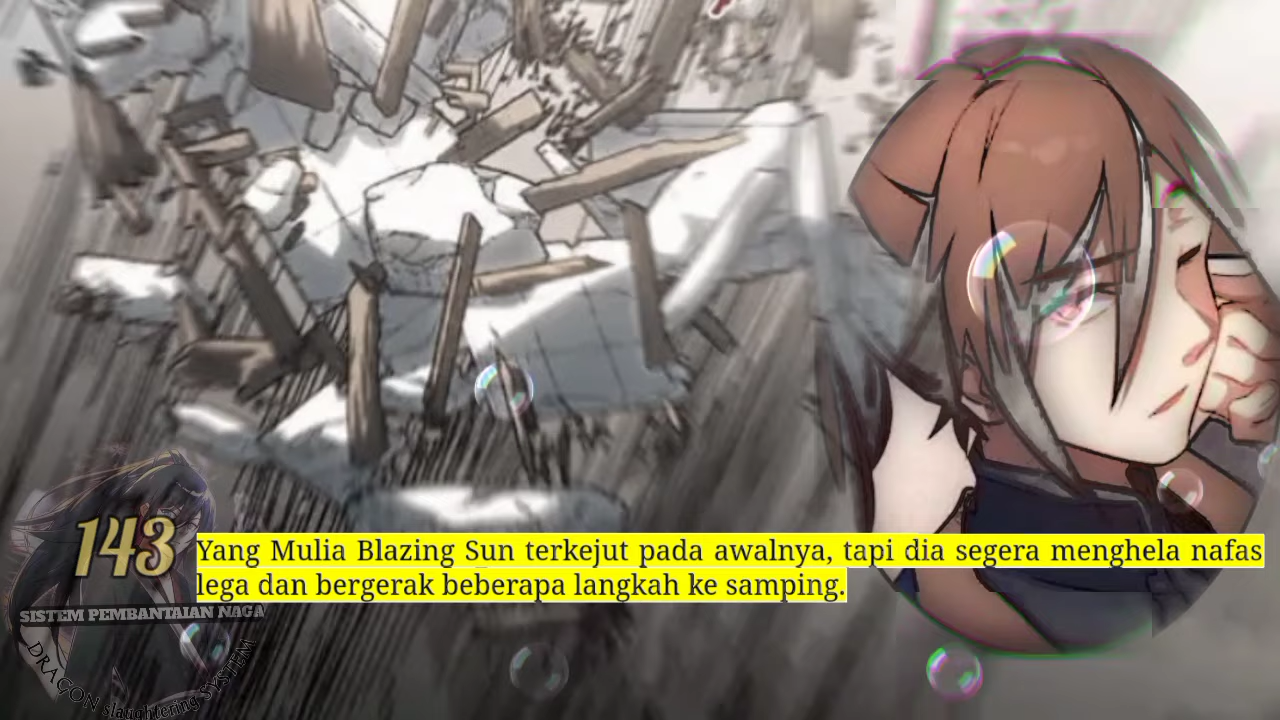 143
Yang Mulia Blazing Sun terkejut pada awalnya, tapi dia segera menghela nafas
lega dan bergerak beberapa langkah ke samping.
SISTEM PEMBANTAIAN NAGA
DRAGON slaughtering SYSTEM